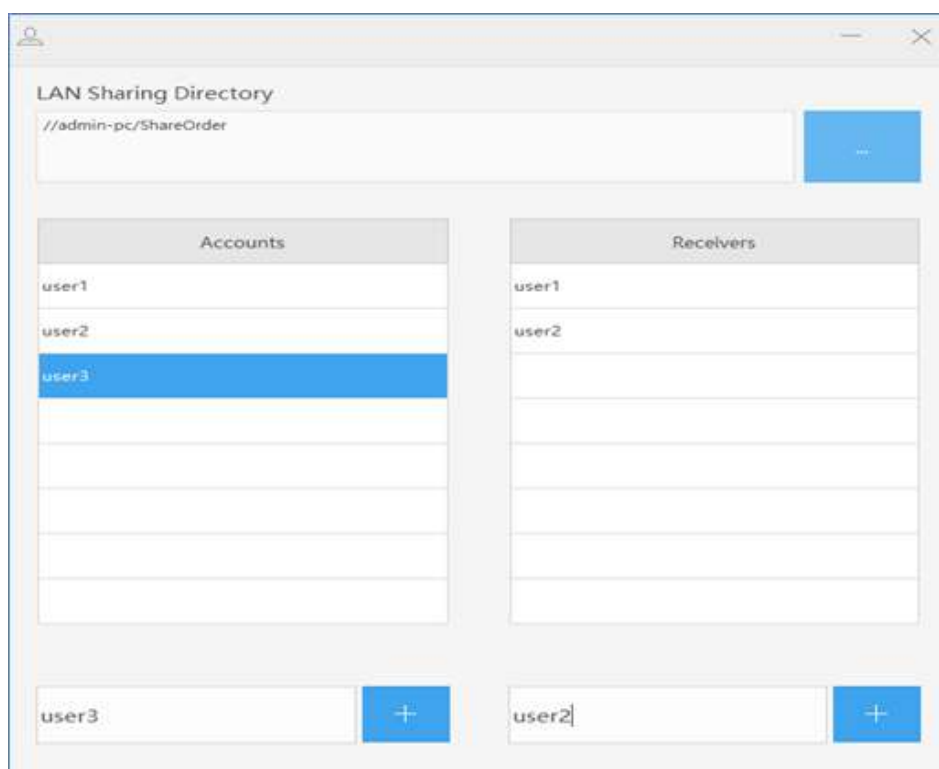 LAN Sharing Directory
//admin-pc/ShareOrder
...
Accounts
Receivers
user1
user1
user2
user2
user3
user3
+
user2
+